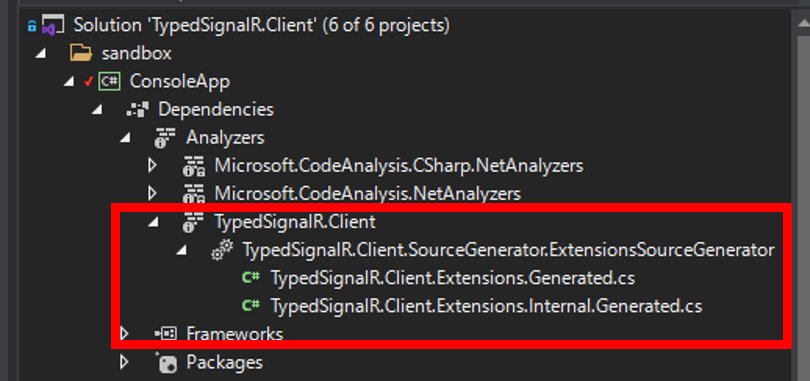 Solution 'TypedSignalR.Client' (6 of 6 projects)
sandbox
C# ConsoleApp
Dependencies
Analyzers
Microsoft.CodeAnalysis.CSharp.NetAnalyzers
Microsoft.CodeAnalysis.NetAnalyzers
TypedSignalR.Client
TypedSignalR.Client.SourceGenerator.ExtensionsSourceGenerator
C# TypedSignalR.Client.Extensions.Generated.cs
C# TypedSignalR.Client.Extensions.Internal.Generated.cs
Frameworks
Packages